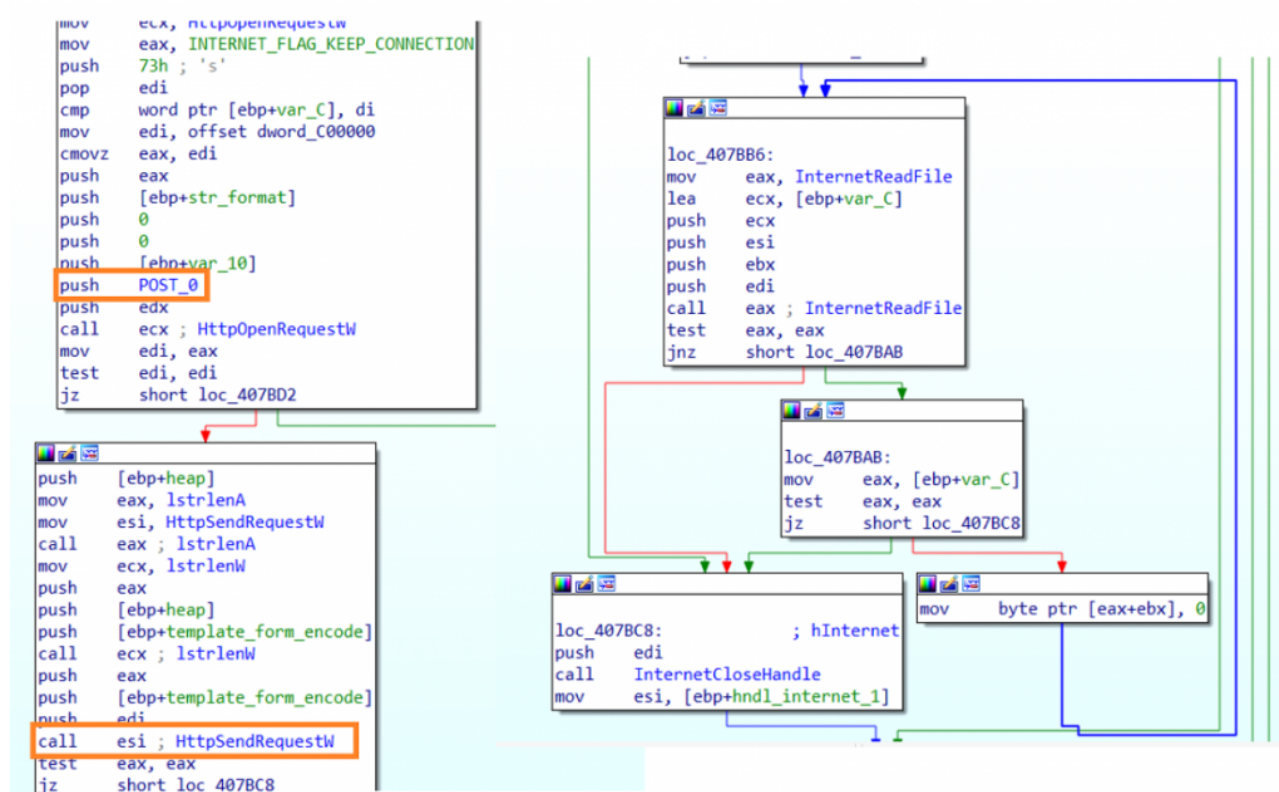 mov ecx, HttpOpenRequestW
mov eax, INTERNET_FLAG_KEEP_CONNECTION
push 73h ; 's'
pop edi
cmp word ptr [ebp+var_C], di
mov edi, offset dword_C00000
cmovz eax, edi
push eax
push [ebp+str_format]
push 0
push 0
push [ebp+var_10]
push POST_0
push edx
call ecx ; HttpOpenRequestW
mov edi, eax
test edi, edi
jz short loc_407BD2
push [ebp+heap]
mov eax, lstrlenA
mov esi, HttpSendRequestW
call eax ; lstrlenA
mov ecx, lstrlenW
push eax
push [ebp+heap]
push [ebp+template_form_encode]
call ecx ; lstrlenW
push eax
push [ebp+template_form_encode]
push edi
call esi ; HttpSendRequestW
test eax, eax
jz short loc_407BC8
loc_407BB6:
mov eax, InternetReadFile
lea ecx, [ebp+var_C]
push ecx
push esi
push ebx
push edi
call eax ; InternetReadFile
test eax, eax
jnz short loc_407BAB
loc_407BAB:
mov eax, [ebp+var_C]
test eax, eax
jz short loc_407BC8
loc_407BC8: ; hInternet
push edi
call InternetCloseHandle
mov esi, [ebp+hndl_internet_1]
mov byte ptr [eax+ebx], 0